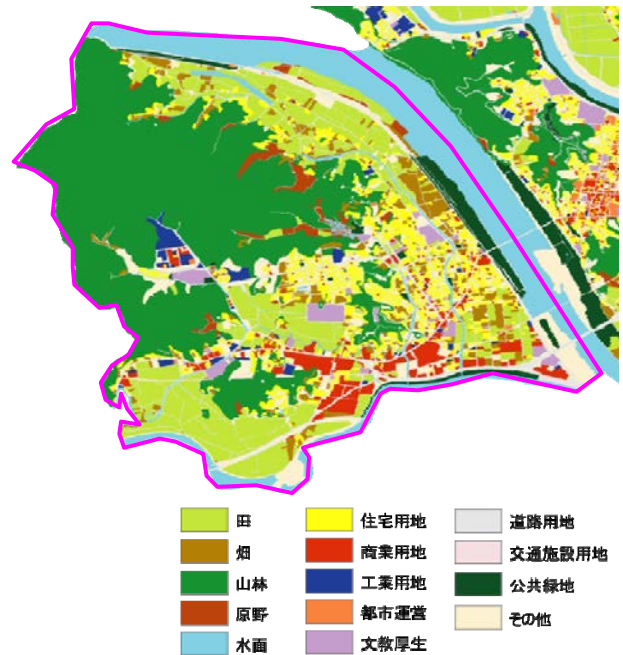 田
畑
山林
原野
水面
住宅用地
商業用地
工業用地
都市運営
文教厚生
道路用地
交通施設用地
公共緑地
その他